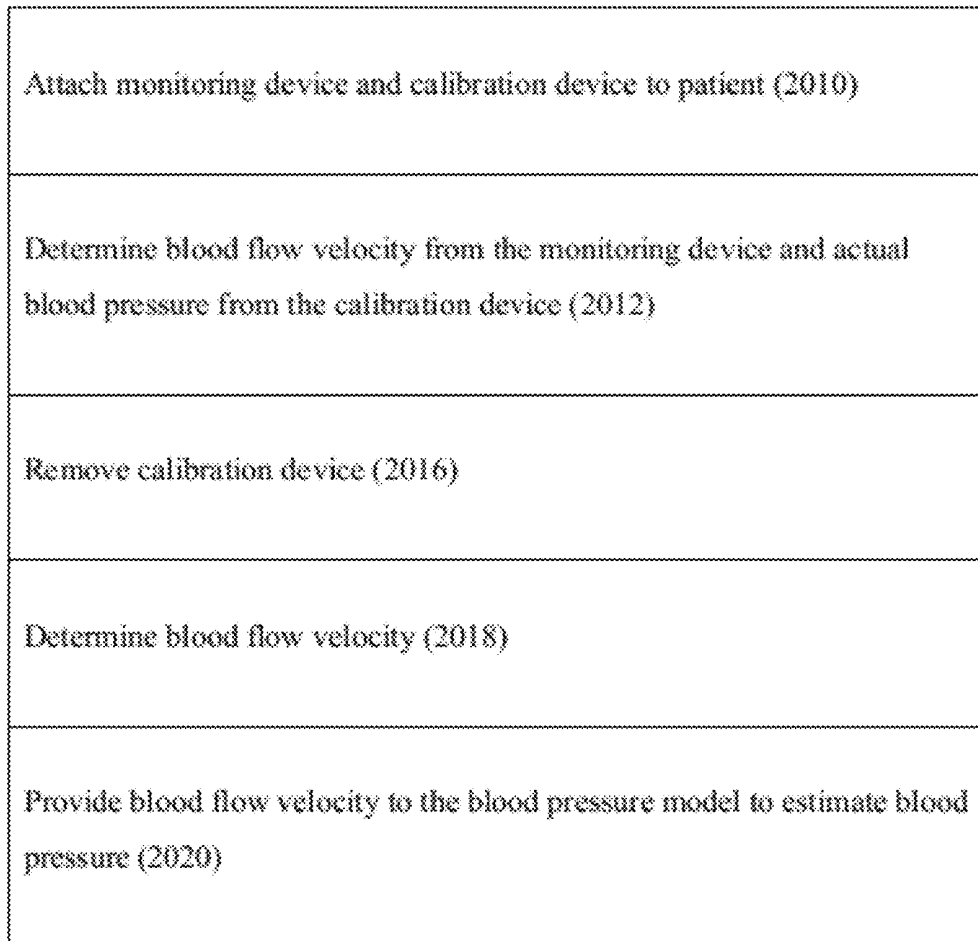 Attach monitoring device and calibration device to patient (2010)
Determine blood flow velocity from the monitoring device and actual
blood pressure from the calibration device (2012)
Remove calibration device (2016)
Determine blood flow velocity (2018)
Provide blood flow velocity to the blood pressure model to estimate blood
pressure (2020)